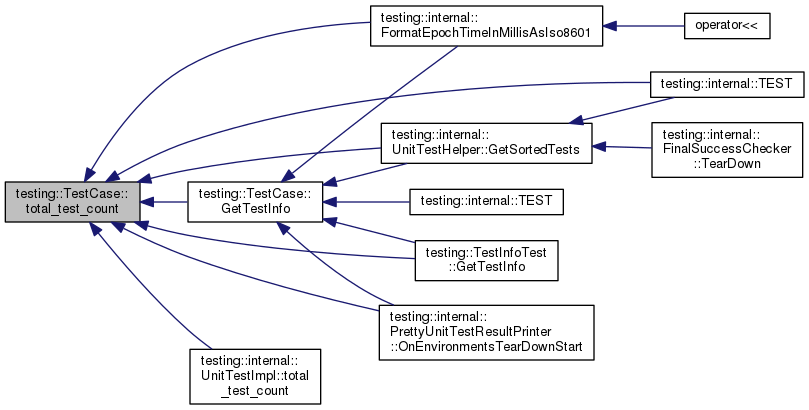 testing::internal::
FormatEpochTimeInMillisAsIso8601
operator<<
testing::internal::TEST
testing::internal::
UnitTestHelper::GetSortedTests
FinalSuccessChecker
::TearDown
testing::internal::
testing::TestCase::
total_test_count
testing::TestCase::
GetTestInfo
testing::internal::TEST
testing::TestInfoTest
::GetTestInfo
testing::internal::
PrettyUnitTestResultPrinter
::OnEnvironmentsTearDownStart
testing::internal::
UnitTestImpl::total
_test_count